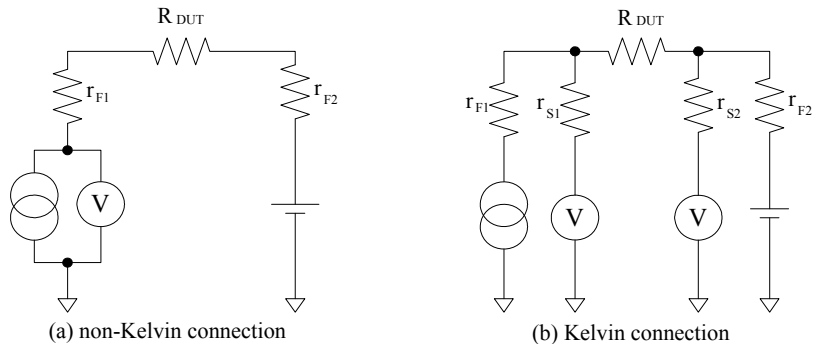 R DUT
r F1
r F2
V
(a) non-Kelvin connection
R DUT
r F1
r S1
r S2
r F2
V
V
(b) Kelvin connection